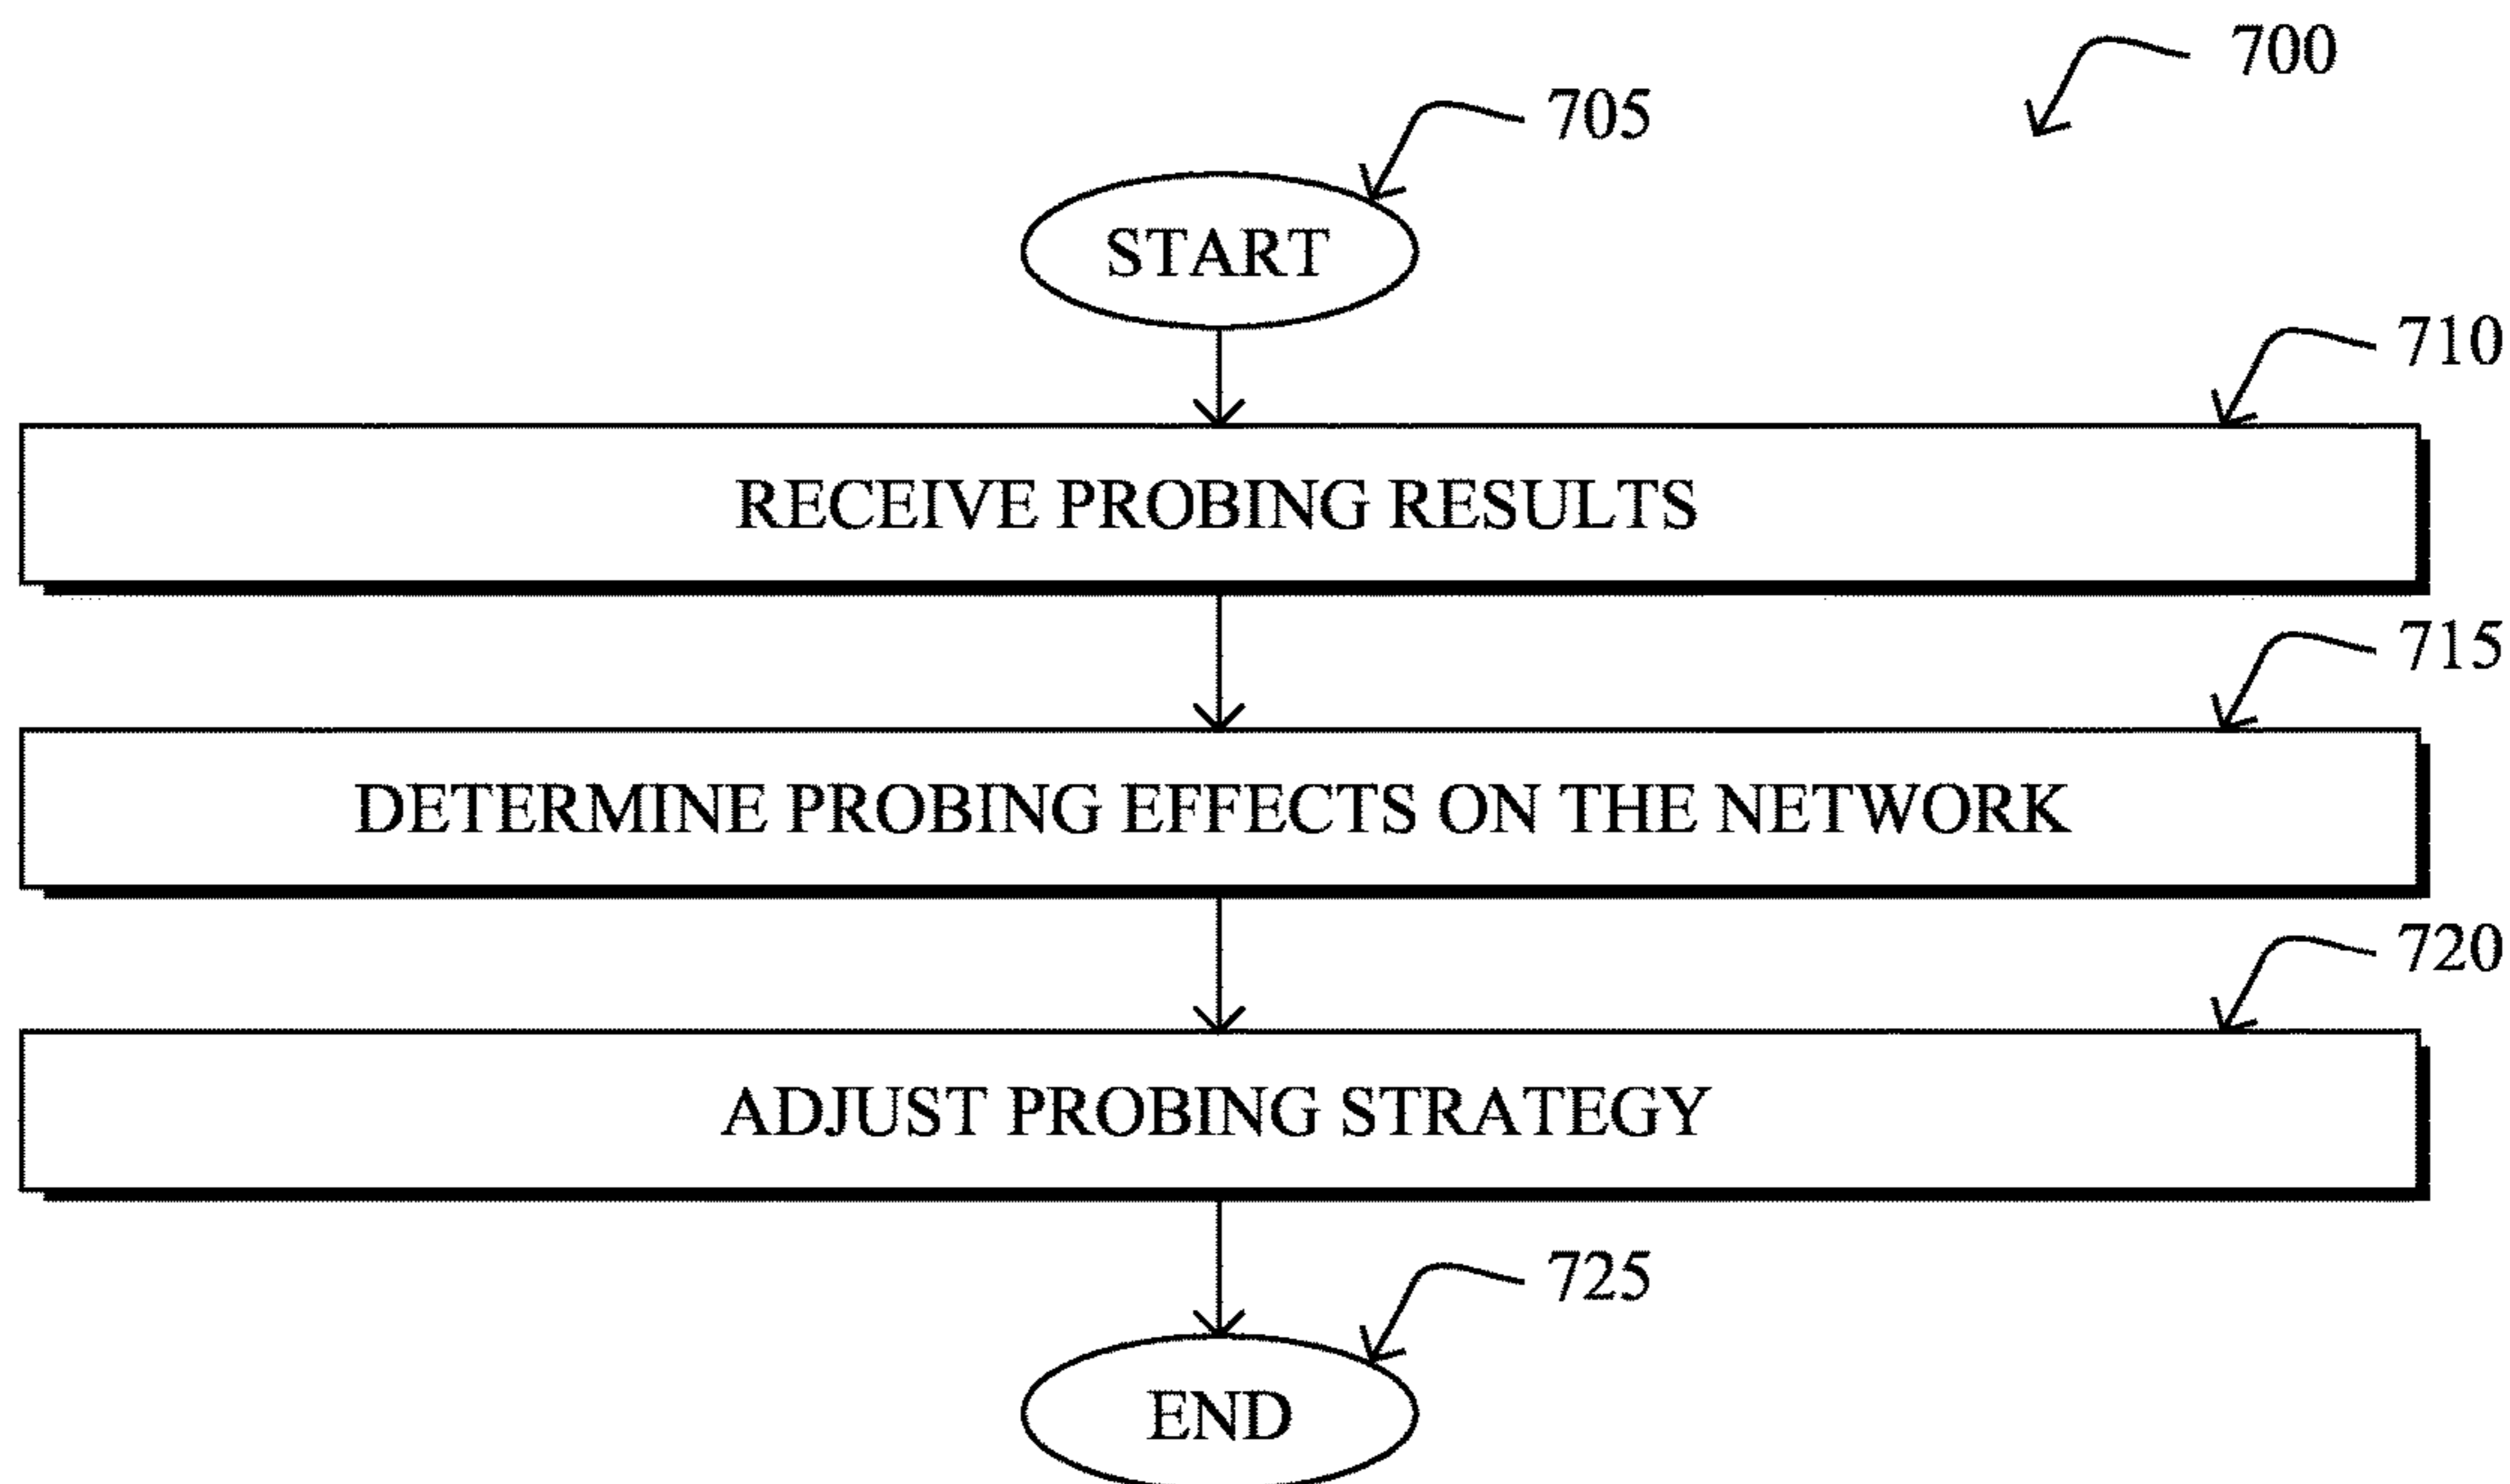 700
705
START
710
RECEIVE PROBING RESULTS
715
DETERMINE PROBING EFFECTS ON THE NETWORK
720
ADJUST PROBING STRATEGY
725
END